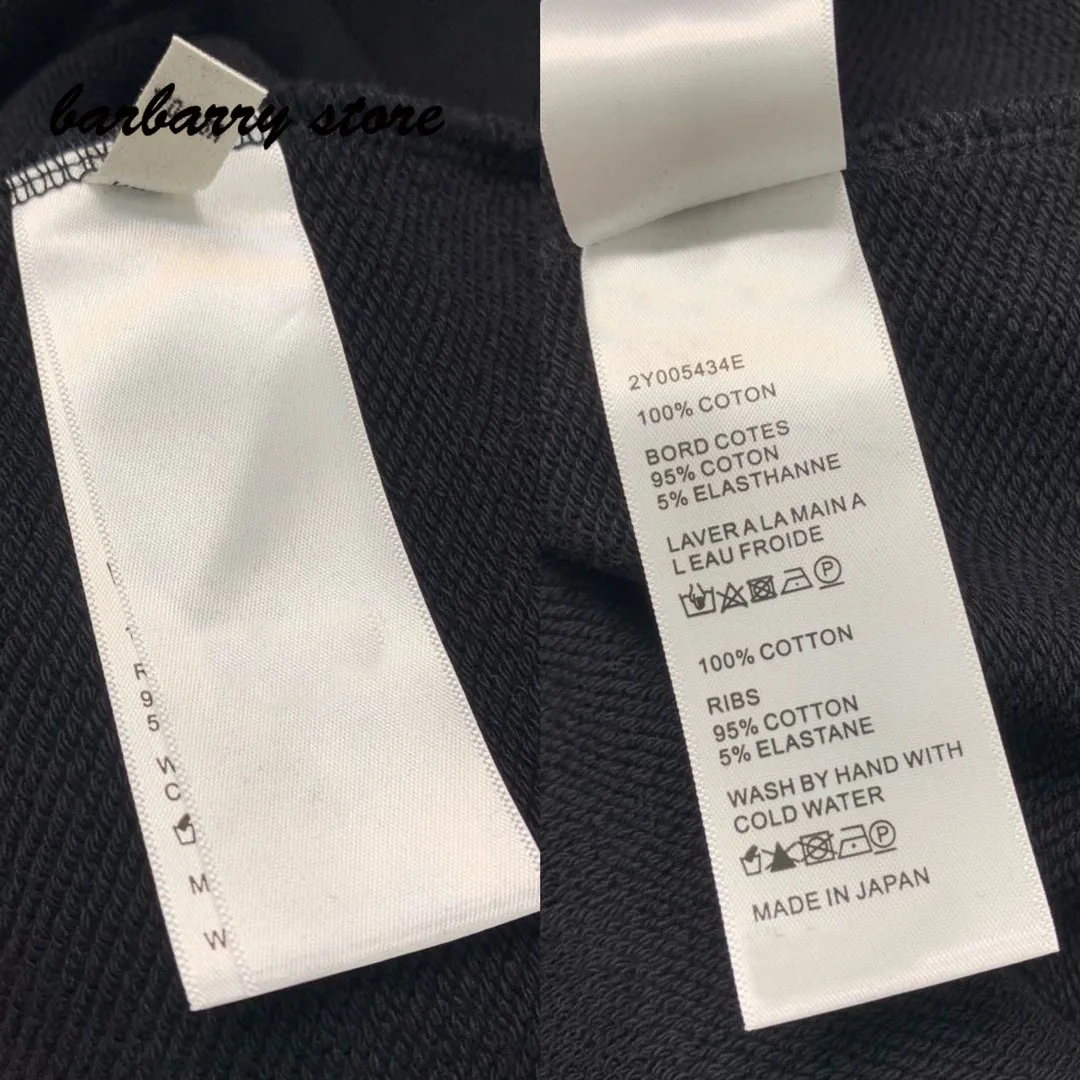 barbarry store
R
95
5
W
C
M
W
2Y005434E
100% COTON
BORD COTES
95% COTON
5% ELASTHANNE
LAVER A LA MAIN A
L EAU FROIDE
P
100% COTTON
RIBS
95% COTTON
5% ELASTANE
WASH BY HAND WITH
COLD WATER
P
MADE IN JAPAN